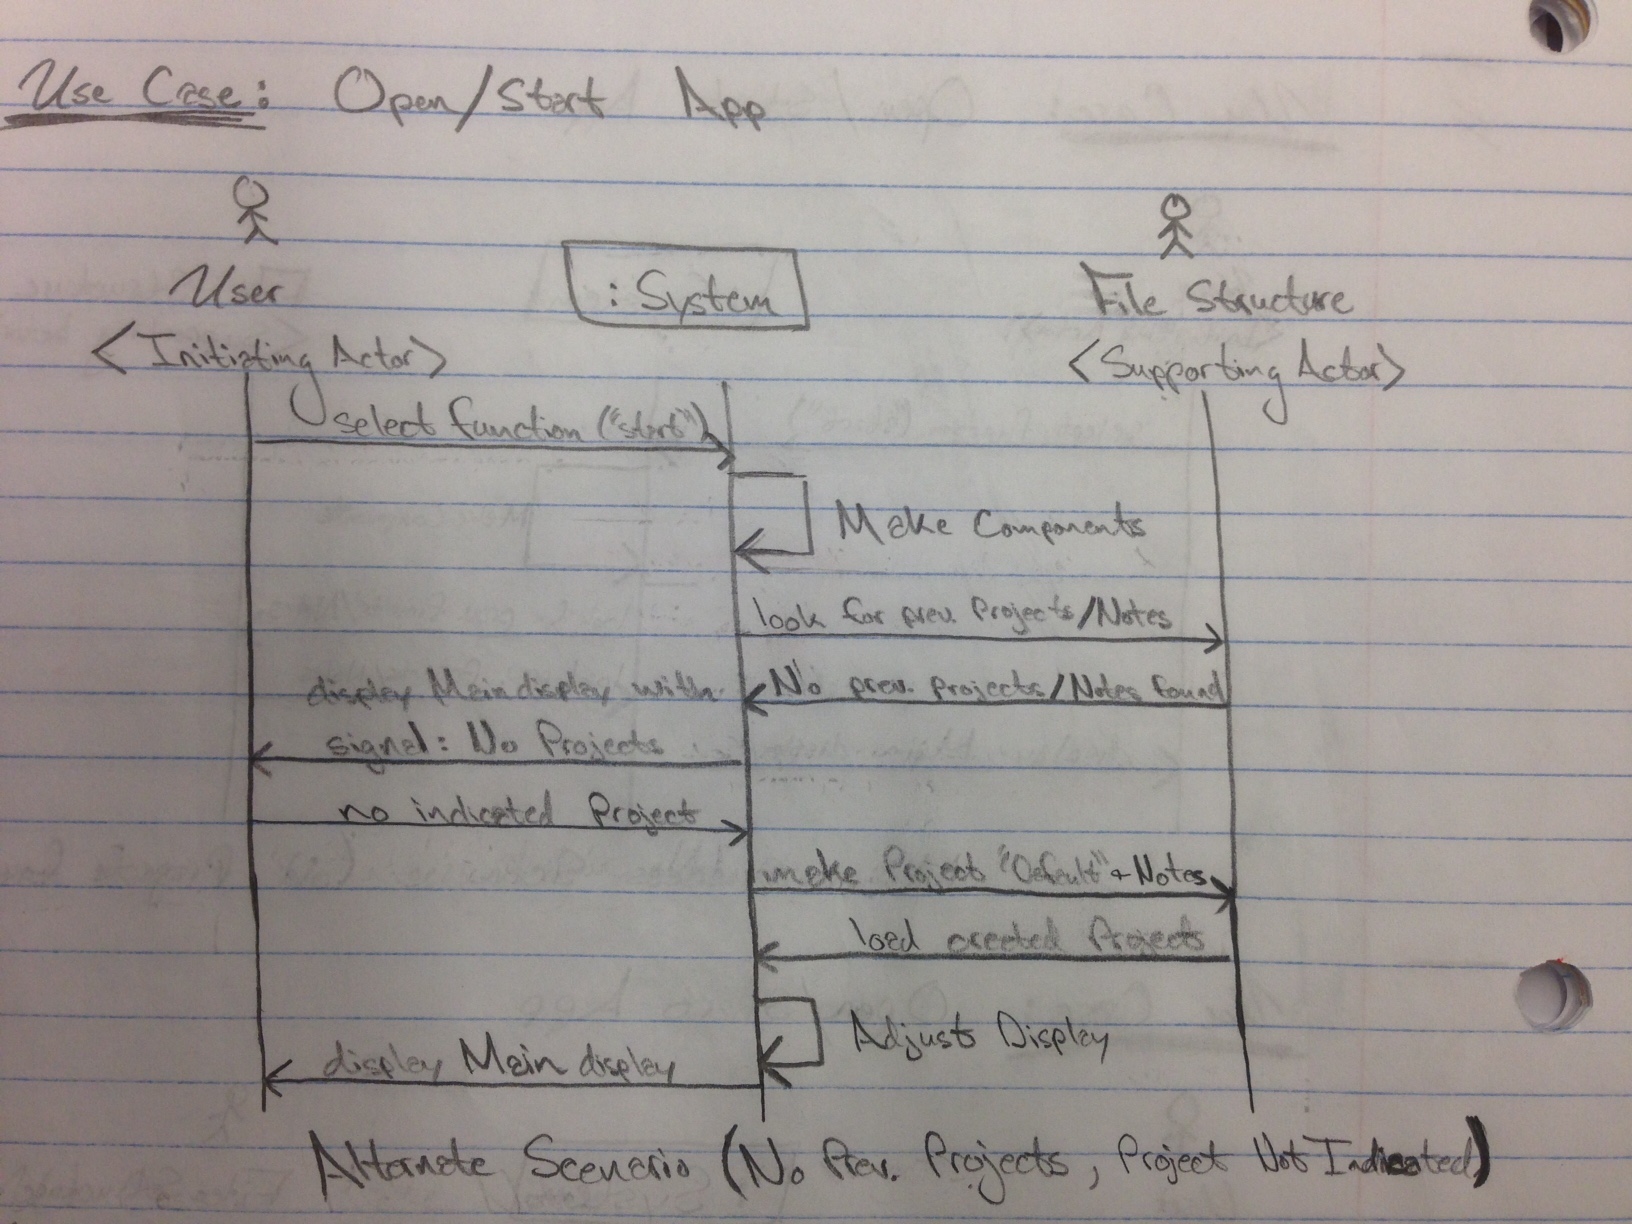 Use Case: Open/Start App
User
: System
File Structure
<Initiating Actor>
<Supporting Actor>
select function ("start")
Make Components
look for prev. Projects/Notes
No prev. projects/Notes found
display Main display with
signal: No Projects
no indicated Project
make Project "Default" + Notes
load created Projects
Adjusts Display
display Main display
Alternate Scenario (No Prev. Projects, Project Not Indicated)